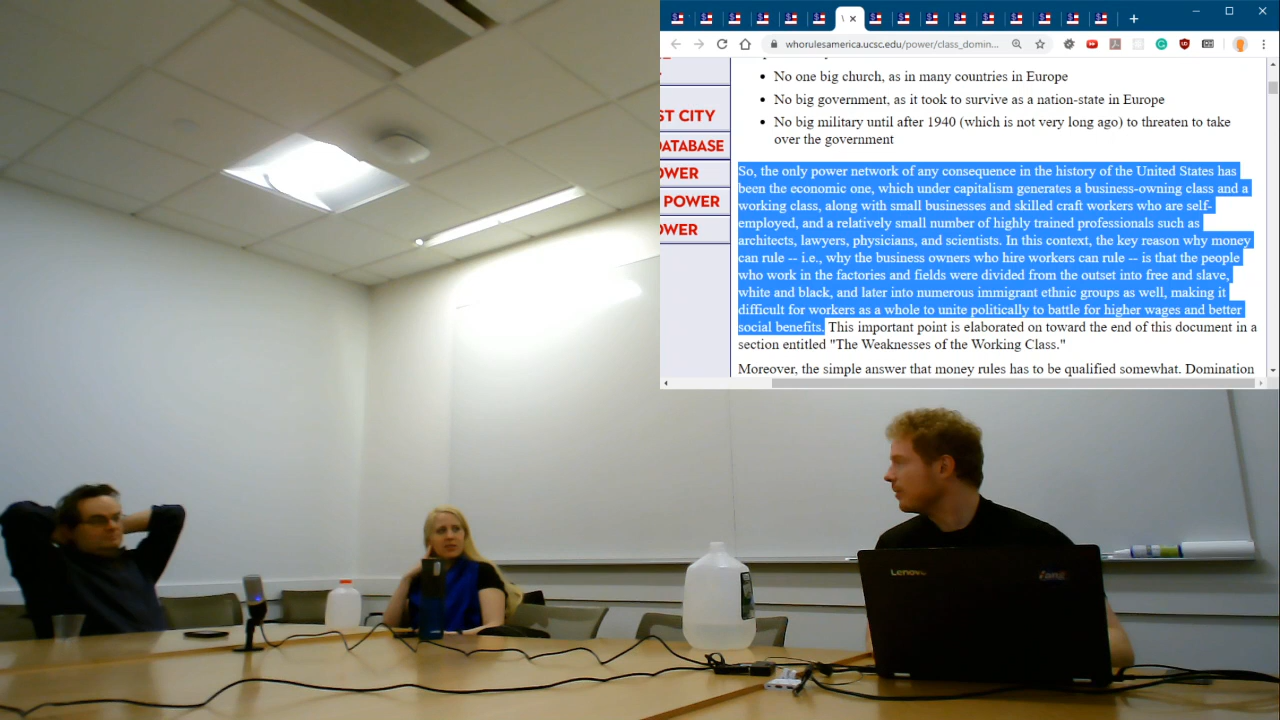 whorulesamerica.ucsc.edu/power/class_domin...
ST CITY
DATABASE
OWER
POWER
OWER
• No one big church, as in many countries in Europe
• No big government, as it took to survive as a nation-state in Europe
• No big military until after 1940 (which is not very long ago) to threaten to take
over the government
So, the only power network of any consequence in the history of the United States has
been the economic one, which under capitalism generates a business-owning class and a
working class, along with small businesses and skilled craft workers who are self-
employed, and a relatively small number of highly trained professionals such as
architects, lawyers, physicians, and scientists. In this context, the key reason why money
can rule -- i.e., why the business owners who hire workers can rule -- is that the people
who work in the factories and fields were divided from the outset into free and slave,
white and black, and later into numerous immigrant ethnic groups as well, making it
difficult for workers as a whole to unite politically to battle for higher wages and better
social benefits. This important point is elaborated on toward the end of this document in a
section entitled "The Weaknesses of the Working Class."
Moreover, the simple answer that money rules has to be qualified somewhat. Domination
Lenovo